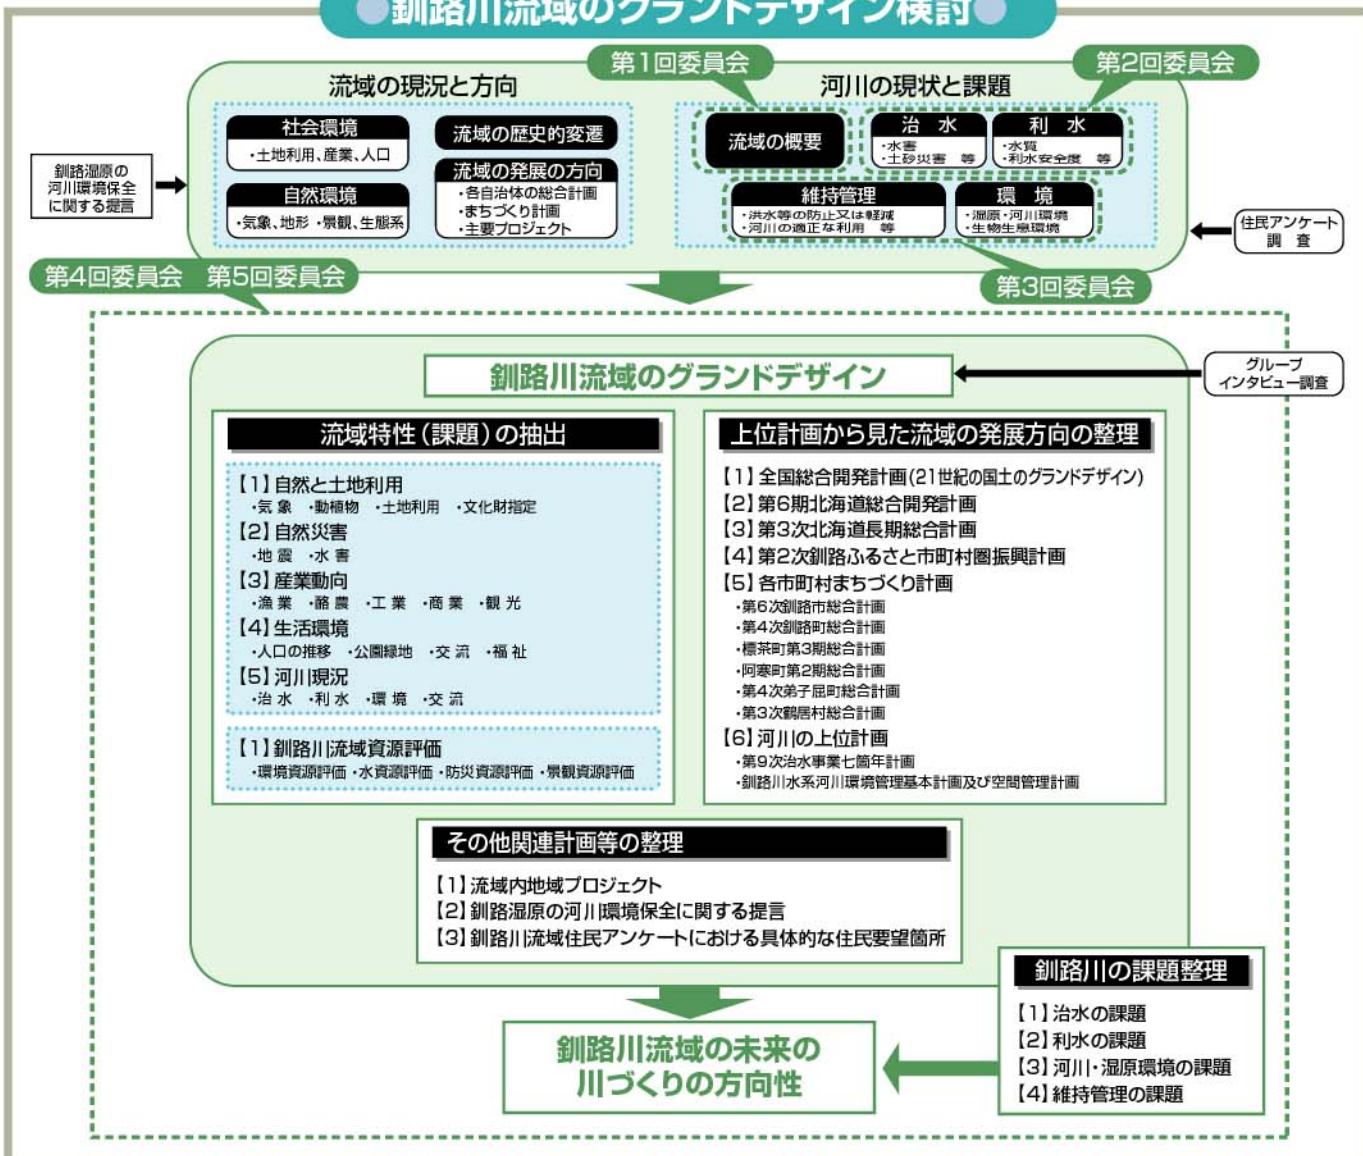 ●釧路川流域のグランドデザイン検討●
第1回委員会
第2回委員会
流域の現況と方向
河川の現状と課題
社会環境
・土地利用、産業、人口
自然環境
・気象、地形・景観、生態系
流域の歴史的変遷
流域の発展の方向
・各自治体の総合計画
・まちづくり計画
・主要プロジェクト
流域の概要
治 水
・水害
・土砂災害 等
利 水
・水質
・利水安全度 等
維持管理
・洪水等の防止又は軽減
・河川の適正な利用 等
環 境
・湿原・河川環境
・生物生息環境
釧路湿原の
河川環境保全
に関する提言
住民アンケート
調 査
第4回委員会 第5回委員会
第3回委員会
釧路川流域のグランドデザイン
グループ
インタビュー調査
流域特性(課題)の抽出
【1】自然と土地利用
・気 象 ・動植物 ・土地利用 ・文化財指定
【2】自然災害
・地 震 ・水 害
【3】産業動向
・漁 業 ・酪 農 ・工 業 ・商 業 ・観 光
【4】生活環境
・人口の推移 ・公園緑地 ・交 流 ・福 祉
【5】河川現況
・治 水 ・利 水 ・環 境 ・交 流
【1】釧路川流域資源評価
・環境資源評価・水資源評価・防災資源評価・景観資源評価
上位計画から見た流域の発展方向の整理
【1】全国総合開発計画(21世紀の国土のグランドデザイン)
【2】第6期北海道総合開発計画
【3】第3次北海道長期総合計画
【4】第2次釧路ふるさと市町村圏振興計画
【5】各市町村まちづくり計画
・第6次釧路市総合計画
・第4次釧路町総合計画
・標茶町第3期総合計画
・阿寒町第2期総合計画
・第4次弟子屈町総合計画
・第3次鶴居村総合計画
【6】河川の上位計画
・第9次治水事業七箇年計画
・釧路川水系河川環境管理基本計画及び空間管理計画
その他関連計画等の整理
【1】流域内地域プロジェクト
【2】釧路湿原の河川環境保全に関する提言
【3】釧路川流域住民アンケートにおける具体的な住民要望箇所
釧路川の課題整理
【1】治水の課題
【2】利水の課題
【3】河川・湿原環境の課題
【4】維持管理の課題
釧路川流域の未来の
川づくりの方向性